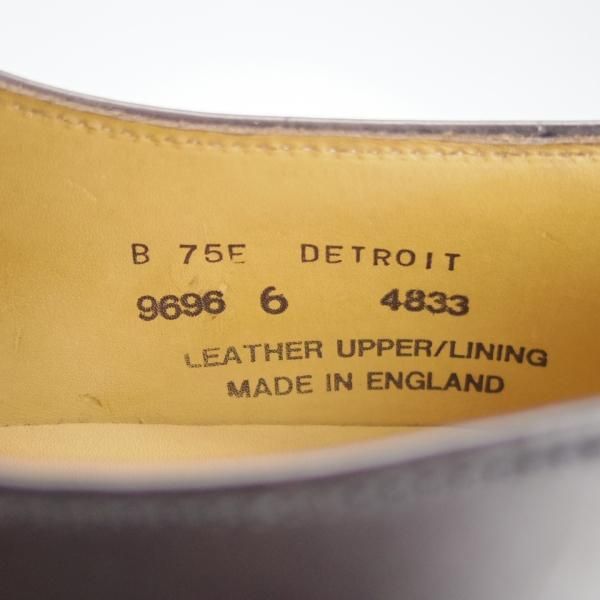 B 75E DETROIT
9696 6 4833
LEATHER UPPER/LINING
MADE IN ENGLAND